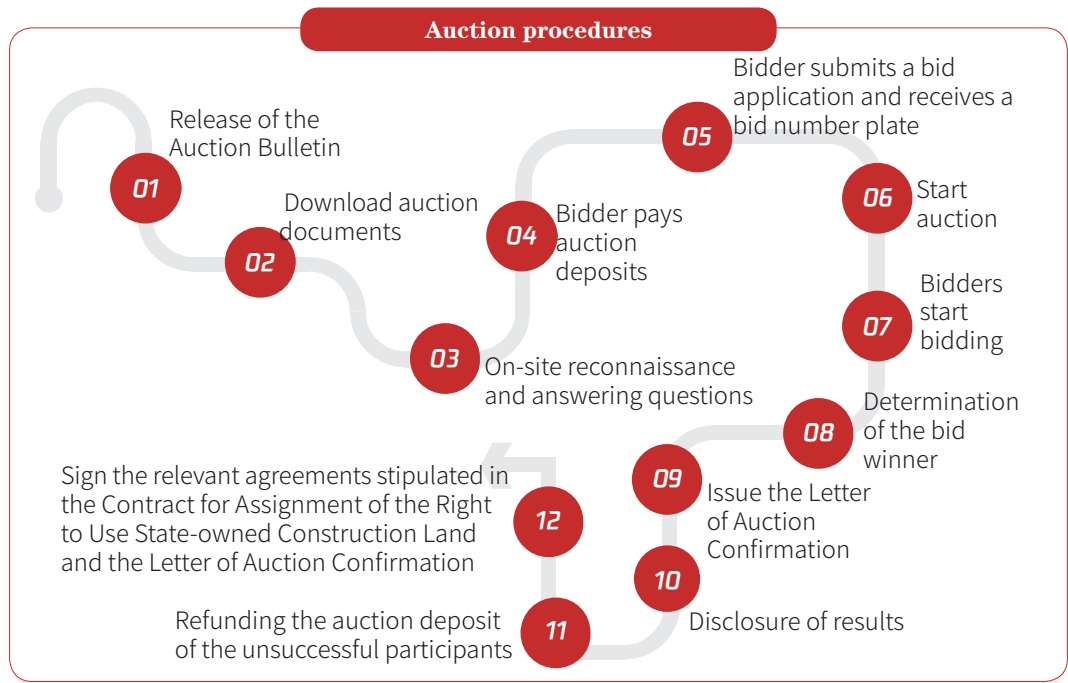 Auction procedures
01
Release of the
Auction Bulletin
02
Download auction
documents
03
On-site reconnaissance
and answering questions
04
Bidder pays
auction
deposits
05
Bidder submits a bid
application and receives a
bid number plate
06
Start
auction
07
Bidders
start
bidding
08
Determination
of the bid
winner
09
Issue the Letter
of Auction
Confirmation
10
Disclosure of results
11
Refunding the auction deposit
of the unsuccessful participants
12
Sign the relevant agreements stipulated in
the Contract for Assignment of the Right
to Use State-owned Construction Land
and the Letter of Auction Confirmation